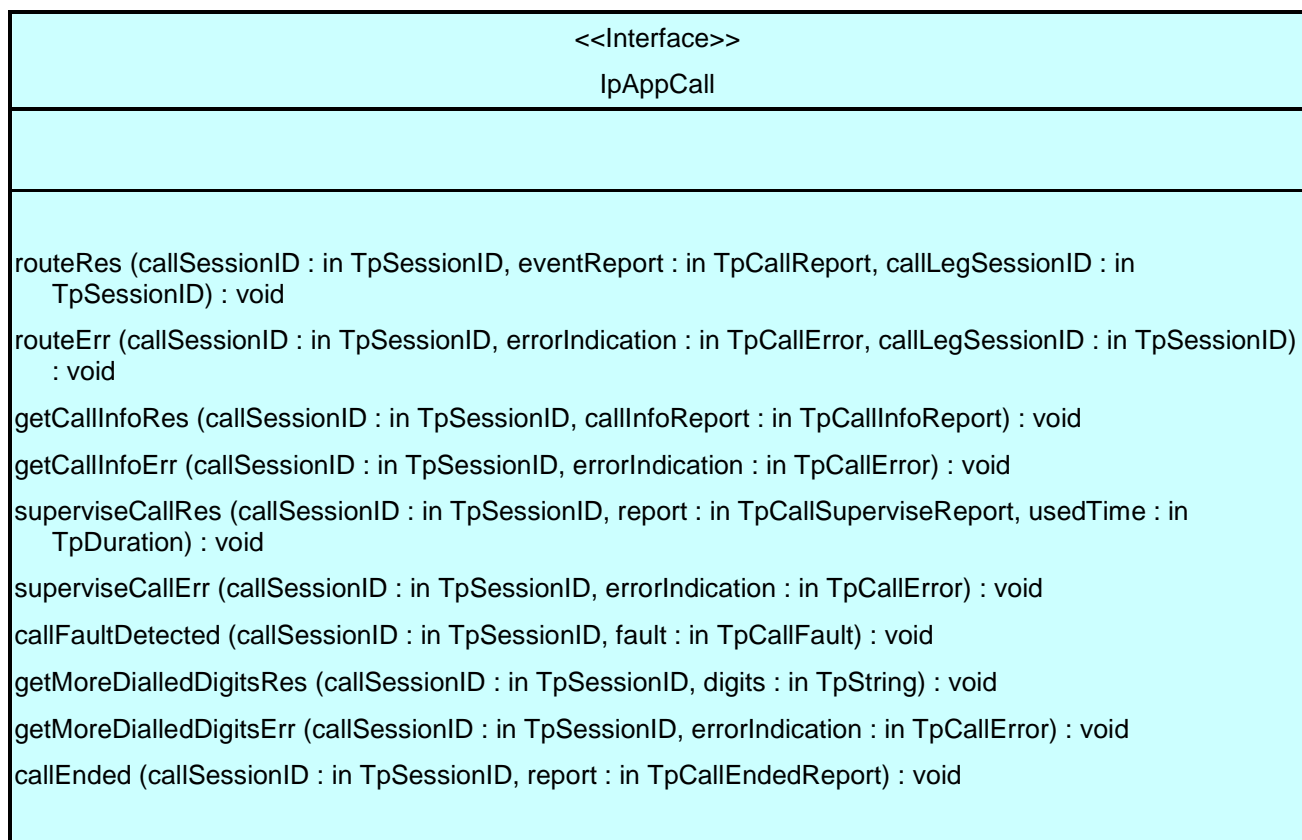 <<Interface>>
IpAppCall
routeRes (callSessionID : in TpSessionID, eventReport : in TpCallReport, callLegSessionID : in
TpSessionID) : void
routeErr (callSessionID : in TpSessionID, errorIndication : in TpCallError, callLegSessionID : in TpSessionID)
: void
getCallInfoRes (callSessionID : in TpSessionID, callInfoReport : in TpCallInfoReport) : void
getCallInfoErr (callSessionID : in TpSessionID, errorIndication : in TpCallError) : void
superviseCallRes (callSessionID : in TpSessionID, report : in TpCallSuperviseReport, usedTime : in
TpDuration) : void
superviseCallErr (callSessionID : in TpSessionID, errorIndication : in TpCallError) : void
callFaultDetected (callSessionID : in TpSessionID, fault : in TpCallFault) : void
getMoreDialledDigitsRes (callSessionID : in TpSessionID, digits : in TpString) : void
getMoreDialledDigitsErr (callSessionID : in TpSessionID, errorIndication : in TpCallError) : void
callEnded (callSessionID : in TpSessionID, report : in TpCallEndedReport) : void